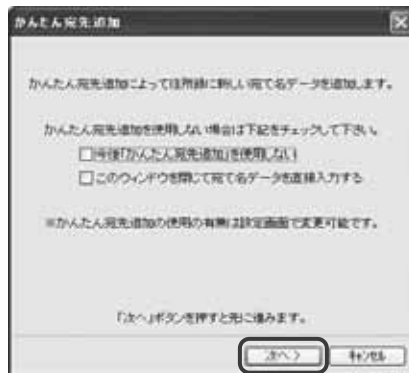 かんたん宛先追加
かんたん宛先追加によって住所録に新しい宛て名データを追加します。
かんたん宛先追加を使用しない場合は下記をチェックして下さい。
今後「かんたん宛先追加」を使用しない
このウィンドウを閉じて宛て名データを直接入力する
※かんたん宛先追加の使用の有無は設定画面で変更可能です。
「次へ」ボタンを押すと先に進みます。
次へ >
キャンセル